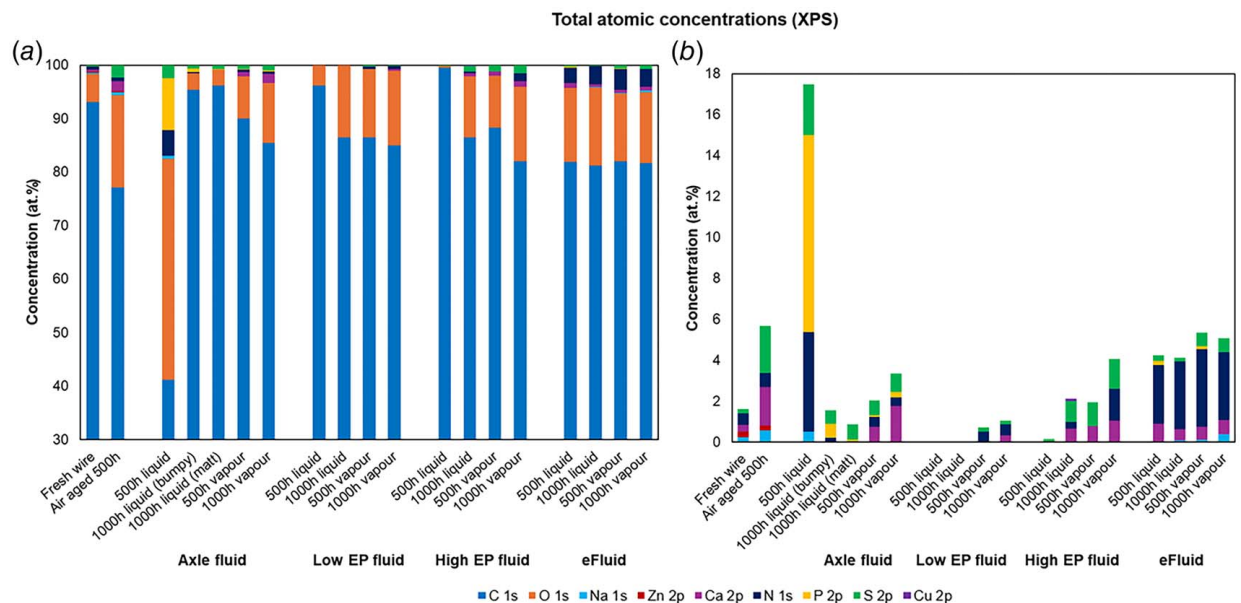 Total atomic concentrations (XPS)
(a)
Concentration (at.%)
100
90
80
70
60
50
40
30
Fresh wire
Air aged 500h
500h liquid
1000h liquid (bumpy)
1000h liquid (matt)
500h vapour
1000h vapour
500h liquid
1000h liquid
500h vapour
1000h vapour
500h liquid
1000h liquid
500h vapour
1000h vapour
500h liquid
1000h liquid
500h vapour
1000h vapour
Axle fluid
Low EP fluid
High EP fluid
eFluid
(b)
Concentration (at.%)
18
16
14
12
10
8
6
4
2
0
Fresh wire
Air aged 500h
500h liquid
1000h liquid (bumpy)
1000h liquid (matt)
500h vapour
1000h vapour
500h liquid
1000h liquid
500h vapour
1000h vapour
500h liquid
1000h liquid
500h vapour
1000h vapour
500h liquid
1000h liquid
500h vapour
1000h vapour
Axle fluid
Low EP fluid
High EP fluid
eFluid
C 1s O 1s Na 1s Zn 2p Ca 2p N 1s P 2p S 2p Cu 2p